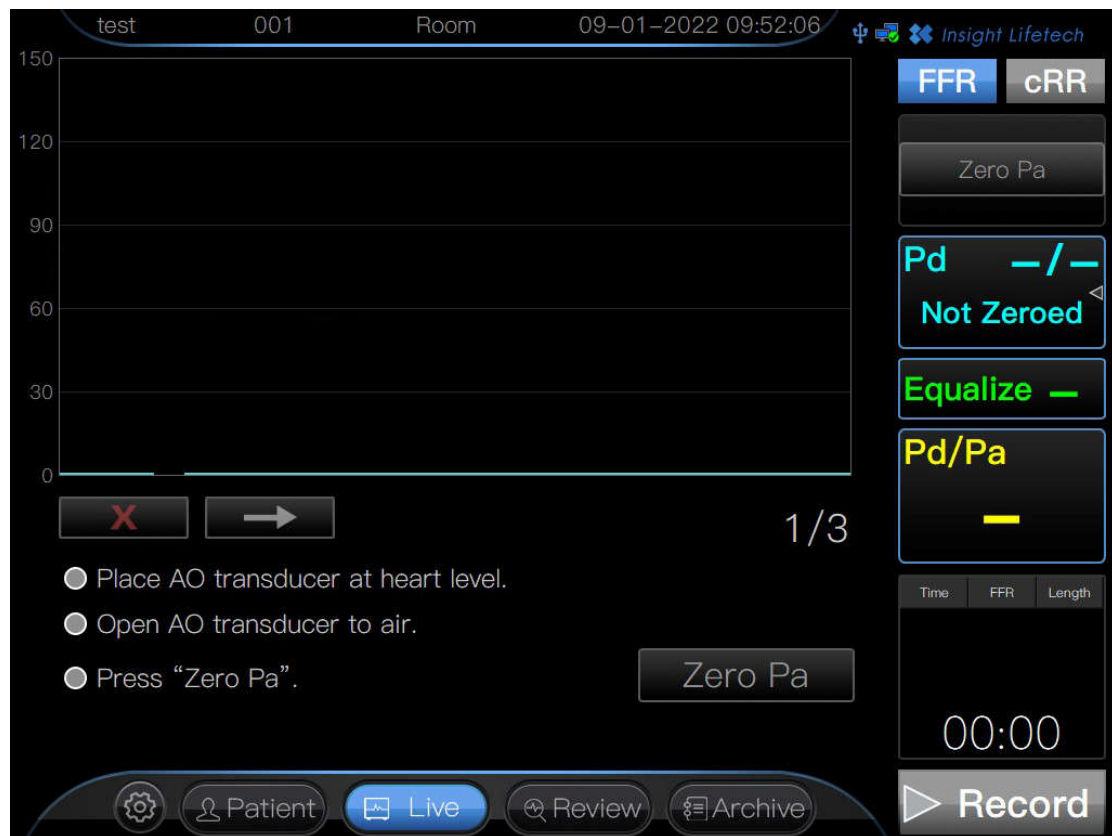 test 001 Room 09-01-2022 09:52:06 Insight Lifetech
150
120
90
60
30
0
FFR cRR
Zero Pa
Pd –/–
Not Zeroed
Equalize –
Pd/Pa
–
X
1/3
Place AO transducer at heart level.
Open AO transducer to air.
Press “Zero Pa”.
Zero Pa
Time FFR Length
00:00
Patient Live Review Archive
Record